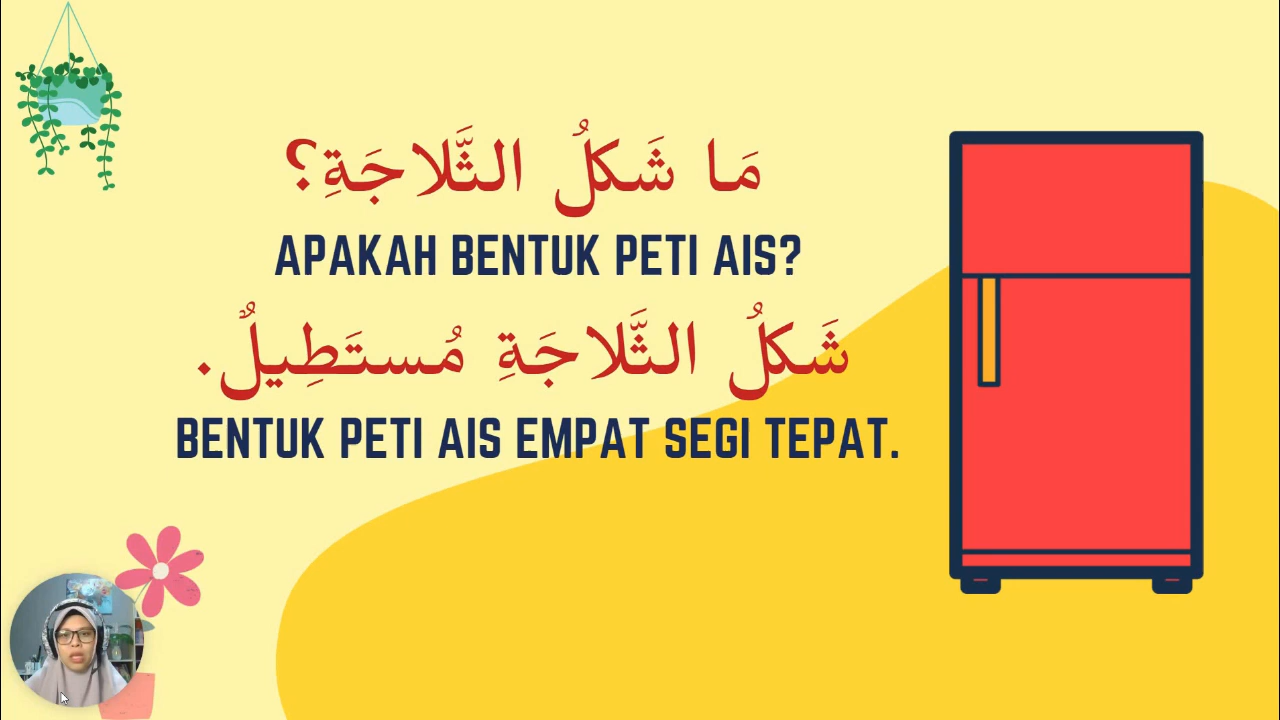 مَا شَكلُ الثَّلاجَةِ؟
APAKAH BENTUK PETI AIS?
شَكلُ الثَّلاجَةِ مُستَطِيلٌ.
BENTUK PETI AIS EMPAT SEGI TEPAT.